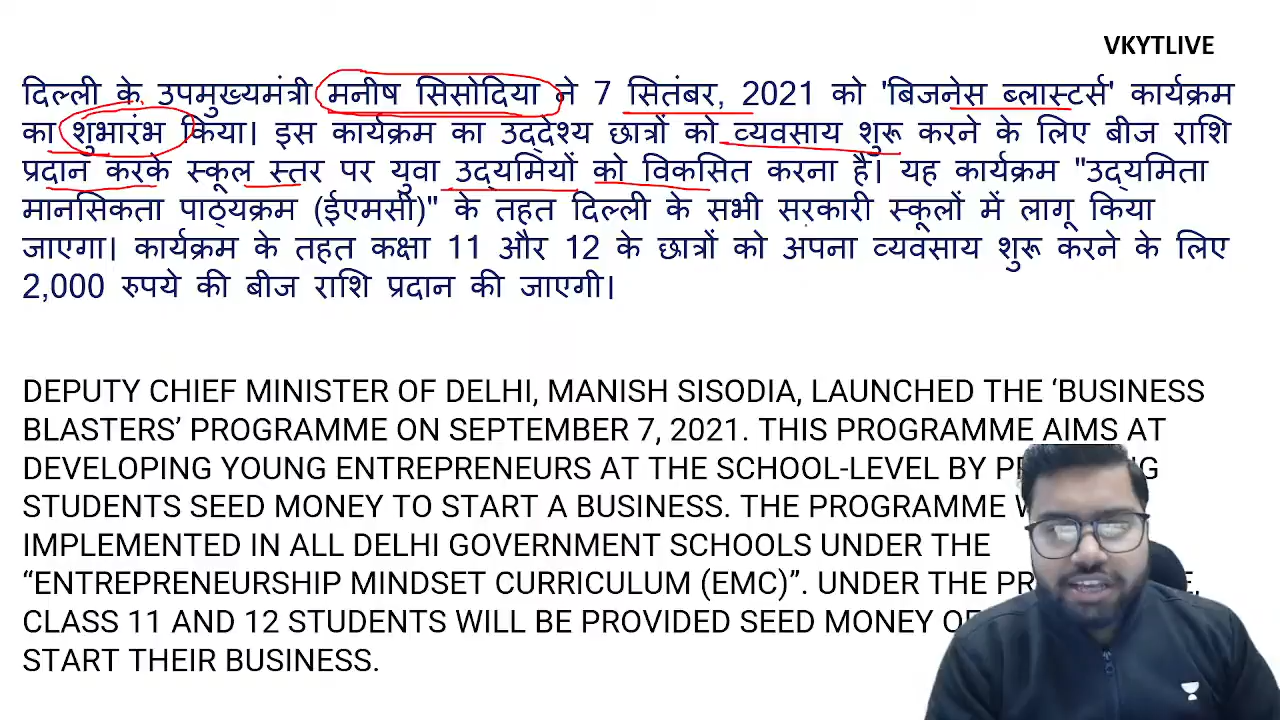 VKYTLIVE
दिल्ली के उपमुख्यमंत्री मनीष सिसोदिया ने 7 सितंबर, 2021 को 'बिजनेस ब्लास्टर्स' कार्यक्रम
का शुभारंभ किया। इस कार्यक्रम का उद्देश्य छात्रों को व्यवसाय शुरू करने के लिए बीज राशि
प्रदान करके स्कूल स्तर पर युवा उद्यमियों को विकसित करना है। यह कार्यक्रम "उद्यमिता
मानसिकता पाठ्यक्रम (ईएमसी)" के तहत दिल्ली के सभी सरकारी स्कूलों में लागू किया
जाएगा। कार्यक्रम के तहत कक्षा 11 और 12 के छात्रों को अपना व्यवसाय शुरू करने के लिए
2,000 रुपये की बीज राशि प्रदान की जाएगी।
DEPUTY CHIEF MINISTER OF DELHI, MANISH SISODIA, LAUNCHED THE ‘BUSINESS
BLASTERS’ PROGRAMME ON SEPTEMBER 7, 2021. THIS PROGRAMME AIMS AT
DEVELOPING YOUNG ENTREPRENEURS AT THE SCHOOL-LEVEL BY
STUDENTS SEED MONEY TO START A BUSINESS. THE PROGRAMME
IMPLEMENTED IN ALL DELHI GOVERNMENT SCHOOLS UNDER THE
“ENTREPRENEURSHIP MINDSET CURRICULUM (EMC)”. UNDER THE
CLASS 11 AND 12 STUDENTS WILL BE PROVIDED SEED MONEY
START THEIR BUSINESS.